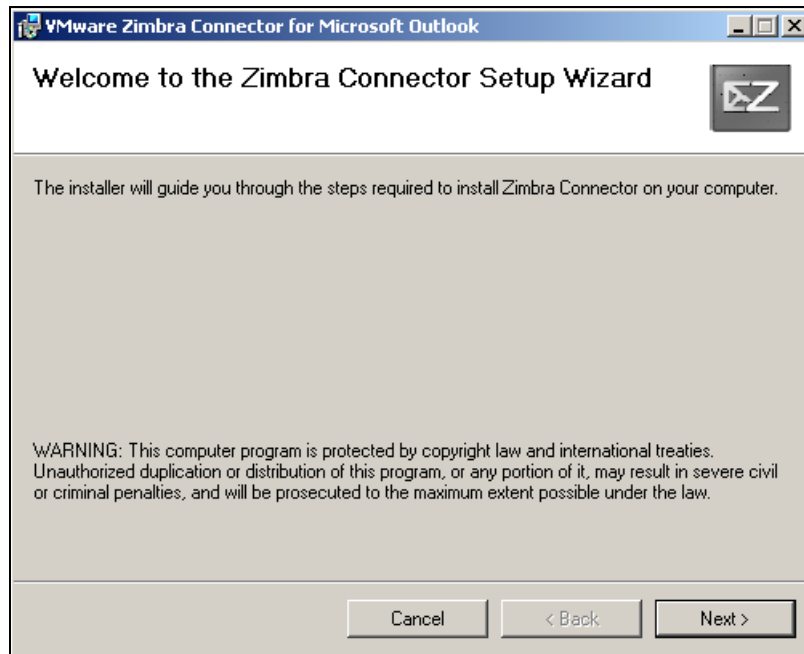 VMware Zimbra Connector for Microsoft Outlook
Welcome to the Zimbra Connector Setup Wizard
The installer will guide you through the steps required to install Zimbra Connector on your computer.
WARNING: This computer program is protected by copyright law and international treaties.
Unauthorized duplication or distribution of this program, or any portion of it, may result in severe civil
or criminal penalties, and will be prosecuted to the maximum extent possible under the law.
Cancel
< Back
Next >